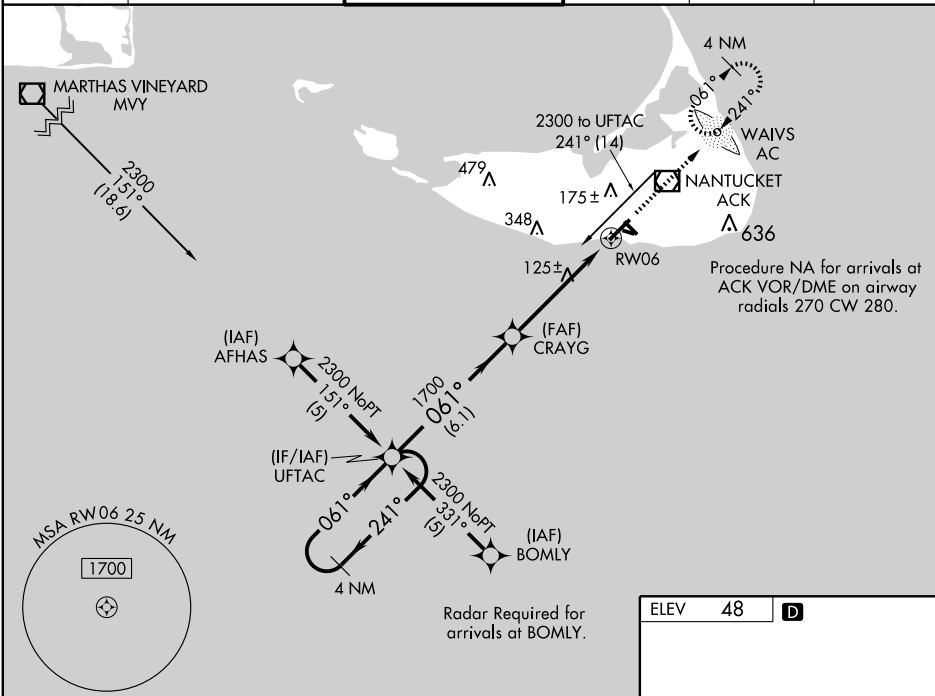 MARTHAS VINEYARD
MVY
2300
151°
(18.6)
4 NM
061°
241°
WAIVS
AC
2300 to UFTAC
241° (14)
479
175±
NANTUCKET
ACK
348
636
125±
RW06
Procedure NA for arrivals at
ACK VOR/DME on airway
radials 270 CW 280.
(IAF)
AFHAS
2300 NoPT
151°
(5)
(FAF)
CRAYG
1700
061°
(6.1)
(IF/IAF)
UFTAC
061°
241°
4 NM
2300 NoPT
331°
(5)
(IAF)
BOMLY
MSA RW06 25 NM
1700
Radar Required for
arrivals at BOMLY.
ELEV 48 D